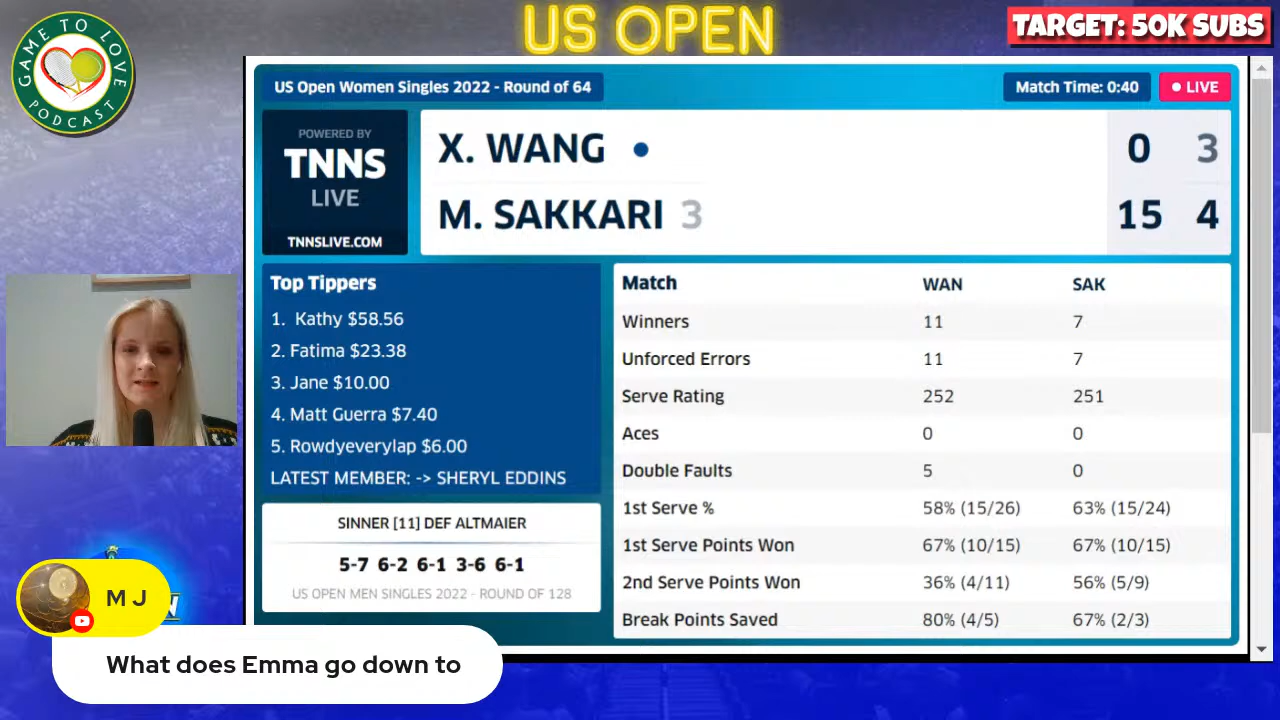 GAME TO LOVE
PODCAST
US OPEN
TARGET: 50K SUBS
US Open Women Singles 2022 - Round of 64
Match Time: 0:40
LIVE
POWERED BY
TNNS
LIVE
TNNSLIVE.COM
X. WANG 0 3
M. SAKKARI 3 15 4
Top Tippers
1. Kathy $58.56
2. Fatima $23.38
3. Jane $10.00
4. Matt Guerra $7.40
5. Rowdyeverylap $6.00
LATEST MEMBER: -> SHERYL EDDINS
SINNER [11] DEF ALTMAIER
5-7 6-2 6-1 3-6 6-1
US OPEN MEN SINGLES 2022 - ROUND OF 128
Match WAN SAK
Winners 11 7
Unforced Errors 11 7
Serve Rating 252 251
Aces 0 0
Double Faults 5 0
1st Serve % 58% (15/26) 63% (15/24)
1st Serve Points Won 67% (10/15) 67% (10/15)
2nd Serve Points Won 36% (4/11) 56% (5/9)
Break Points Saved 80% (4/5) 67% (2/3)
M J
What does Emma go down to